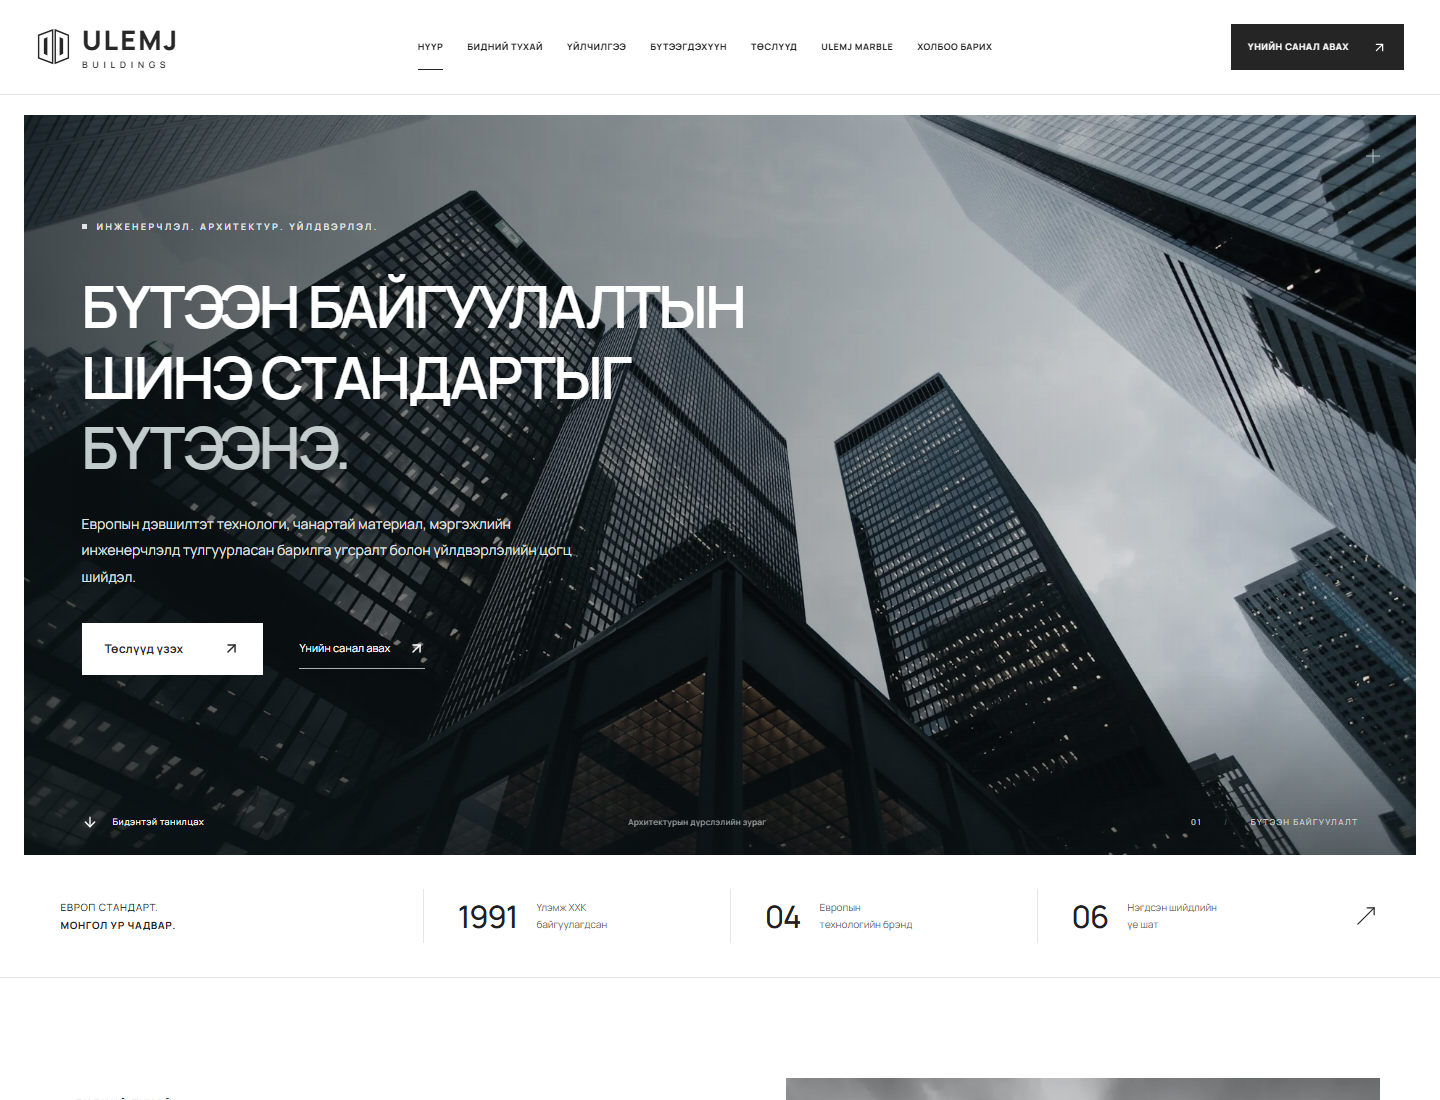 ULEMJ
BUILDINGS
НҮҮР
БИДНИЙ ТУХАЙ
ҮЙЛЧИЛГЭЭ
БҮТЭЭГДЭХҮҮН
ТӨСЛҮҮД
ULEMJ MARBLE
ХОЛБОО БАРИХ
ҮНИЙН САНАЛ АВАХ
ИНЖЕНЕРЧЛЭЛ. АРХИТЕКТУР. ҮЙЛДВЭРЛЭЛ.
БҮТЭЭН БАЙГУУЛАЛТЫН
ШИНЭ СТАНДАРТЫГ
БҮТЭЭНЭ.
Европын дэвшилтэт технологи, чанартай материал, мэргэжлийн
инженерчлэлд тулгуурласан барилга угсралт болон үйлдвэрлэлийн цогц
шийдэл.
Төслүүд үзэх
Үнийн санал авах
Бидэнтэй танилцах
Архитектурын дүрслэлийн зураг
01 / БҮТЭЭН БАЙГУУЛАЛТ
ЕВРОП СТАНДАРТ.
МОНГОЛ УР ЧАДВАР.
1991
Үлэмж ХХК
байгуулагдсан
04
Европын
технологийн брэнд
06
Нэгдсэн шийдлийн
үе шат